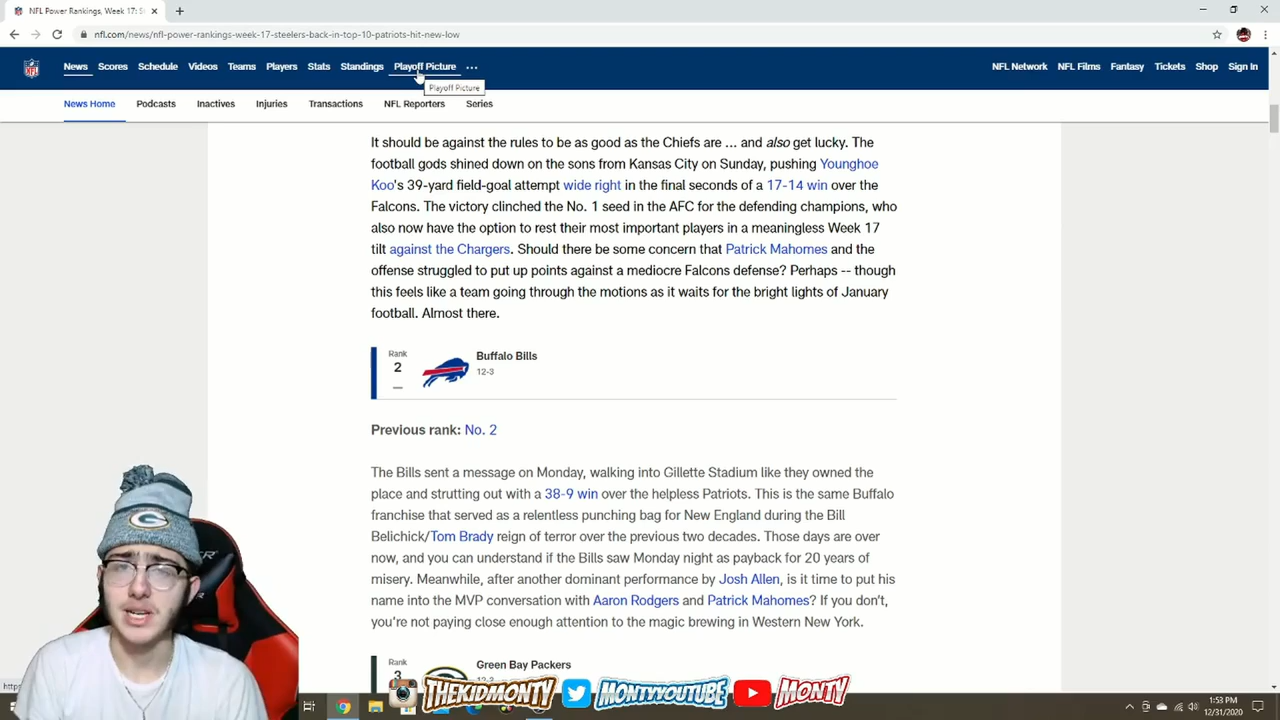 NFL Power Rankings, Week 17: S
nfl.com/news/nfl-power-rankings-week-17-steelers-back-in-top-10-patriots-hit-new-low
News Scores Schedule Videos Teams Players Stats Standings Playoff Picture ... NFL Network NFL Films Fantasy Tickets Shop Sign In
Playoff Picture
News Home Podcasts Inactives Injuries Transactions NFL Reporters Series
It should be against the rules to be as good as the Chiefs are ... and also get lucky. The
football gods shined down on the sons from Kansas City on Sunday, pushing Younghoe
Koo's 39-yard field-goal attempt wide right in the final seconds of a 17-14 win over the
Falcons. The victory clinched the No. 1 seed in the AFC for the defending champions, who
also now have the option to rest their most important players in a meaningless Week 17
tilt against the Chargers. Should there be some concern that Patrick Mahomes and the
offense struggled to put up points against a mediocre Falcons defense? Perhaps -- though
this feels like a team going through the motions as it waits for the bright lights of January
football. Almost there.
Rank
2
Buffalo Bills
12-3
Previous rank: No. 2
The Bills sent a message on Monday, walking into Gillette Stadium like they owned the
place and strutting out with a 38-9 win over the helpless Patriots. This is the same Buffalo
franchise that served as a relentless punching bag for New England during the Bill
Belichick/Tom Brady reign of terror over the previous two decades. Those days are over
now, and you can understand if the Bills saw Monday night as payback for 20 years of
misery. Meanwhile, after another dominant performance by Josh Allen, is it time to put his
name into the MVP conversation with Aaron Rodgers and Patrick Mahomes? If you don't,
you're not paying close enough attention to the magic brewing in Western New York.
Rank
3
Green Bay Packers
12-3
THEKIDMONTY MONTYYOUTUBE MONTY
1:53 PM
12/31/2020